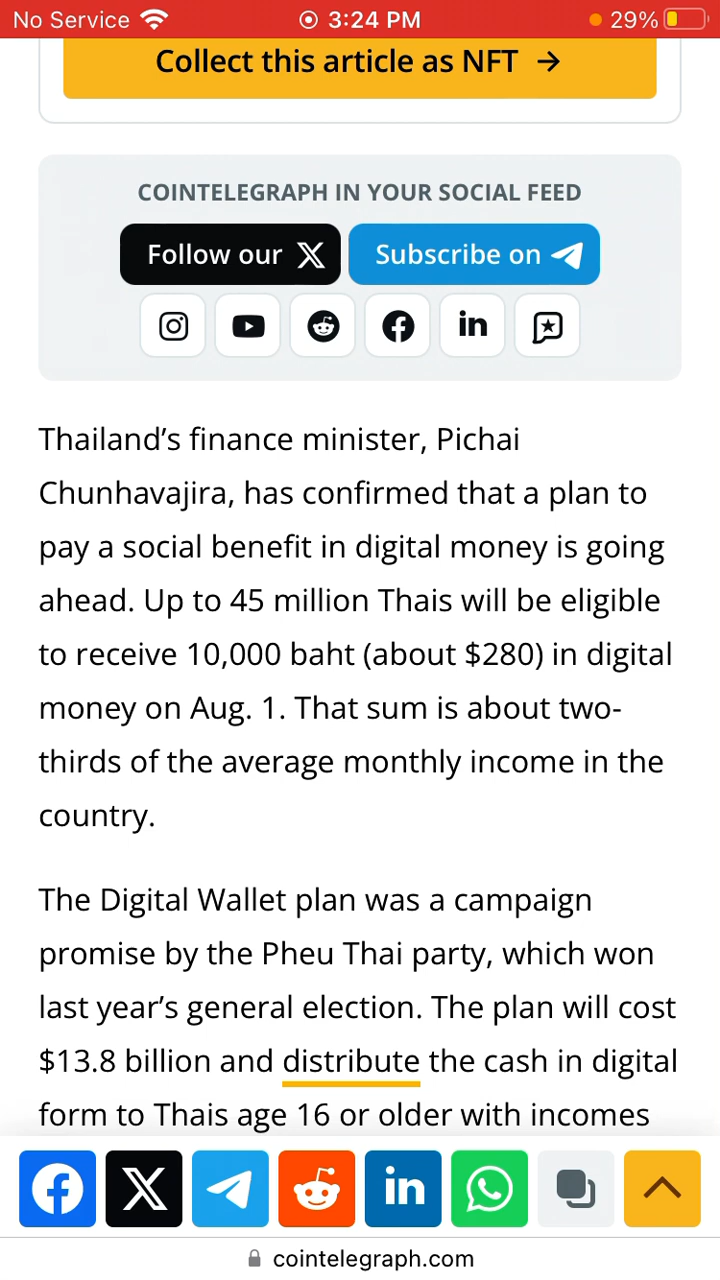 No Service 3:24 PM 29%
Collect this article as NFT →
COINTELEGRAPH IN YOUR SOCIAL FEED
Follow our X Subscribe on
in
Thailand’s finance minister, Pichai
Chunhavajira, has confirmed that a plan to
pay a social benefit in digital money is going
ahead. Up to 45 million Thais will be eligible
to receive 10,000 baht (about $280) in digital
money on Aug. 1. That sum is about two-
thirds of the average monthly income in the
country.
The Digital Wallet plan was a campaign
promise by the Pheu Thai party, which won
last year’s general election. The plan will cost
$13.8 billion and distribute the cash in digital
form to Thais age 16 or older with incomes
X in
cointelegraph.com